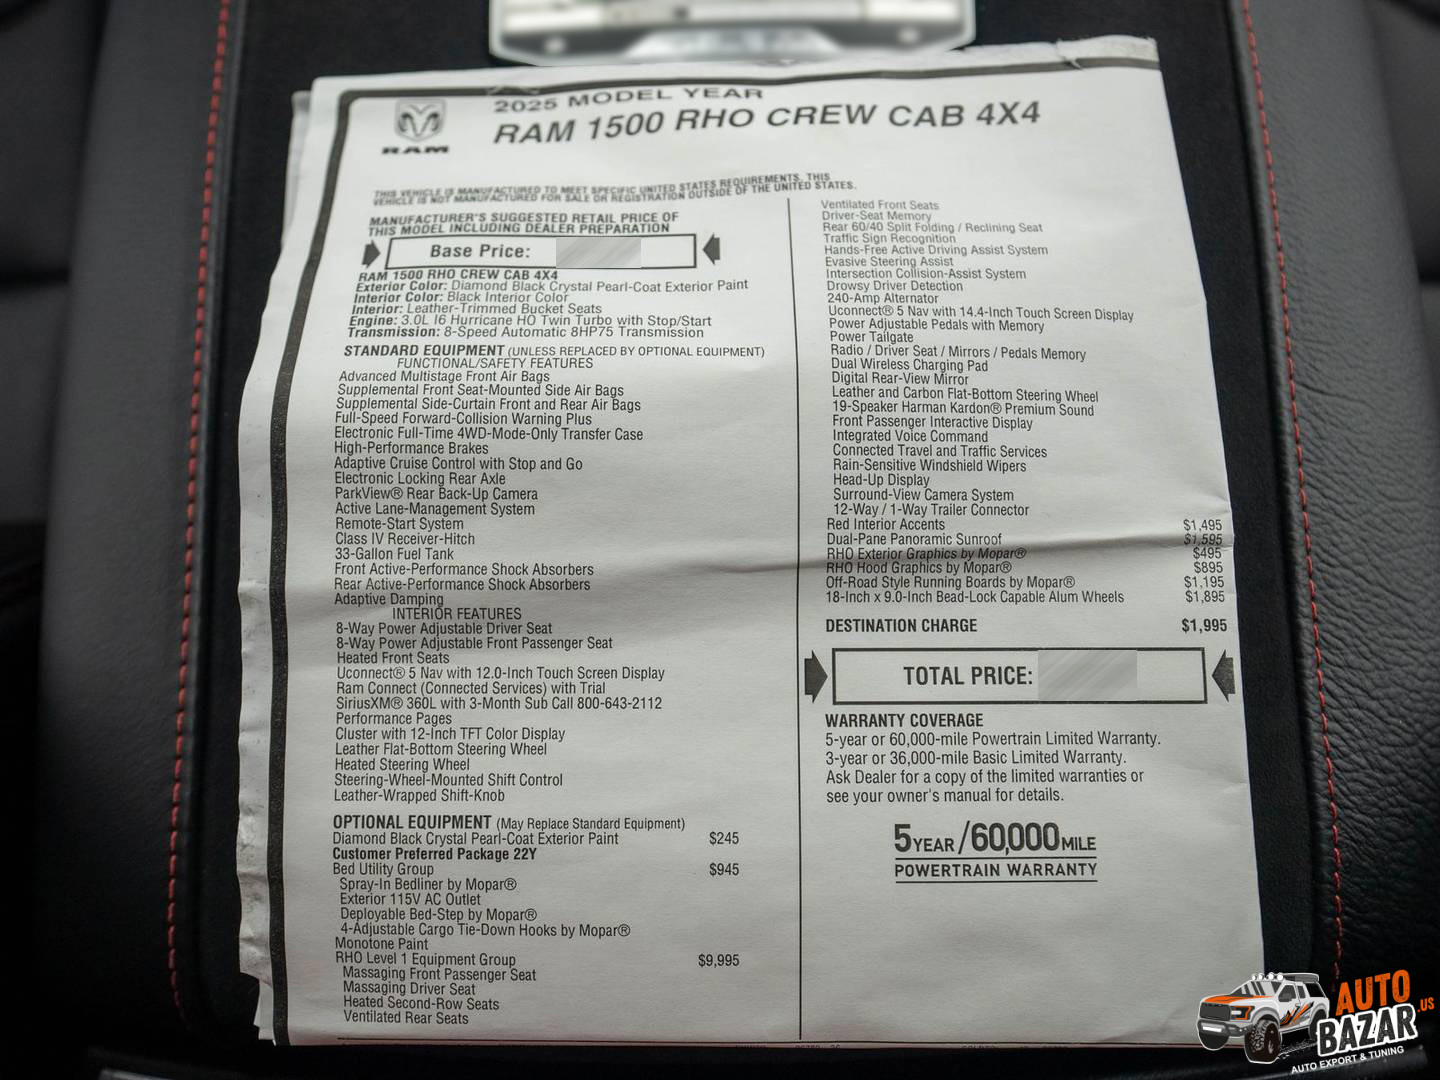 2025 MODEL YEAR
RAM 1500 RHO CREW CAB 4X4
RAM
THIS VEHICLE IS MANUFACTURED TO MEET SPECIFIC UNITED STATES REQUIREMENTS. THIS
VEHICLE IS NOT MANUFACTURED FOR SALE OR REGISTRATION OUTSIDE OF THE UNITED STATES.
MANUFACTURER'S SUGGESTED RETAIL PRICE OF
THIS MODEL INCLUDING DEALER PREPARATION
Base Price:
RAM 1500 RHO CREW CAB 4X4
Exterior Color: Diamond Black Crystal Pearl-Coat Exterior Paint
Interior Color: Black Interior Color
Interior: Leather-Trimmed Bucket Seats
Engine: 3.0L I6 Hurricane HO Twin Turbo with Stop/Start
Transmission: 8-Speed Automatic 8HP75 Transmission
STANDARD EQUIPMENT (UNLESS REPLACED BY OPTIONAL EQUIPMENT)
FUNCTIONAL/SAFETY FEATURES
Advanced Multistage Front Air Bags
Supplemental Front Seat-Mounted Side Air Bags
Supplemental Side-Curtain Front and Rear Air Bags
Full-Speed Forward-Collision Warning Plus
Electronic Full-Time 4WD-Mode-Only Transfer Case
High-Performance Brakes
Adaptive Cruise Control with Stop and Go
Electronic Locking Rear Axle
ParkView® Rear Back-Up Camera
Active Lane-Management System
Remote-Start System
Class IV Receiver-Hitch
33-Gallon Fuel Tank
Front Active-Performance Shock Absorbers
Rear Active-Performance Shock Absorbers
Adaptive Damping
INTERIOR FEATURES
8-Way Power Adjustable Driver Seat
8-Way Power Adjustable Front Passenger Seat
Heated Front Seats
Uconnect® 5 Nav with 12.0-Inch Touch Screen Display
Ram Connect (Connected Services) with Trial
SiriusXM® 360L with 3-Month Sub Call 800-643-2112
Performance Pages
Cluster with 12-Inch TFT Color Display
Leather Flat-Bottom Steering Wheel
Heated Steering Wheel
Steering-Wheel-Mounted Shift Control
Leather-Wrapped Shift-Knob
OPTIONAL EQUIPMENT (May Replace Standard Equipment)
Diamond Black Crystal Pearl-Coat Exterior Paint $245
Customer Preferred Package 22Y
Bed Utility Group $945
Spray-In Bedliner by Mopar®
Exterior 115V AC Outlet
Deployable Bed-Step by Mopar®
4-Adjustable Cargo Tie-Down Hooks by Mopar®
Monotone Paint
RHO Level 1 Equipment Group $9,995
Massaging Front Passenger Seat
Massaging Driver Seat
Heated Second-Row Seats
Ventilated Rear Seats
Ventilated Front Seats
Driver-Seat Memory
Rear 60/40 Split Folding / Reclining Seat
Traffic Sign Recognition
Hands-Free Active Driving Assist System
Evasive Steering Assist
Intersection Collision-Assist System
Drowsy Driver Detection
240-Amp Alternator
Uconnect® 5 Nav with 14.4-Inch Touch Screen Display
Power Adjustable Pedals with Memory
Power Tailgate
Radio / Driver Seat / Mirrors / Pedals Memory
Dual Wireless Charging Pad
Digital Rear-View Mirror
Leather and Carbon Flat-Bottom Steering Wheel
19-Speaker Harman Kardon® Premium Sound
Front Passenger Interactive Display
Integrated Voice Command
Connected Travel and Traffic Services
Rain-Sensitive Windshield Wipers
Head-Up Display
Surround-View Camera System
12-Way / 1-Way Trailer Connector
Red Interior Accents $1,495
Dual-Pane Panoramic Sunroof $1,595
RHO Exterior Graphics by Mopar® $495
RHO Hood Graphics by Mopar® $895
Off-Road Style Running Boards by Mopar® $1,195
18-Inch x 9.0-Inch Bead-Lock Capable Alum Wheels $1,895
DESTINATION CHARGE $1,995
TOTAL PRICE:
WARRANTY COVERAGE
5-year or 60,000-mile Powertrain Limited Warranty.
3-year or 36,000-mile Basic Limited Warranty.
Ask Dealer for a copy of the limited warranties or
see your owner's manual for details.
5YEAR/60,000MILE
POWERTRAIN WARRANTY
AUTO
BAZAR.US
AUTO EXPORT & TUNING